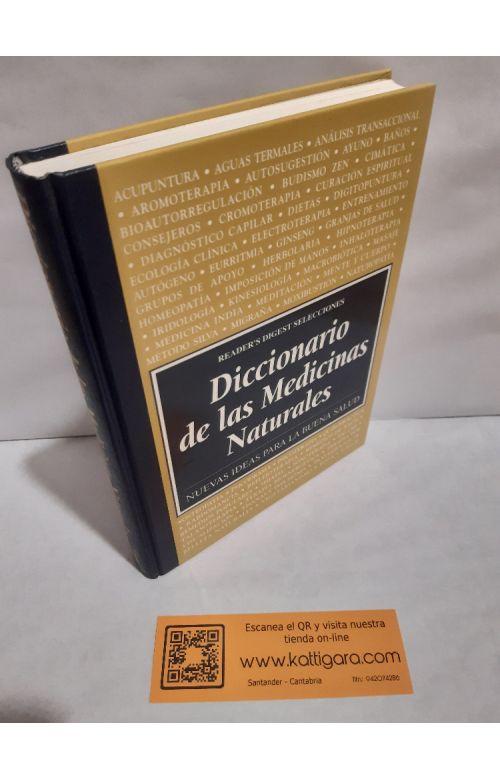 ACUPUNTURA • AGUAS TERMALES • ANÁLISIS TRANSACCIONAL
• AROMOTERAPIA • AUTOSUGESTIÓN • AYUNO • BAÑOS •
BIOAUTORREGULACIÓN • BUDISMO ZEN • CIMÁTICA •
CONSEJEROS • CROMOTERAPIA • CURACIÓN ESPIRITUAL
• DIAGNÓSTICO CAPILAR • DIETAS • DIGITOPUNTURA •
ECOLOGÍA CLÍNICA • ELECTROTERAPIA • ENTRENAMIENTO
AUTÓGENO • EURRITMIA • GINSENG • GRANJAS DE SALUD •
GRUPOS DE APOYO • HERBOLARIA • HIPNOTERAPIA •
HOMEOPATÍA • IMPOSICIÓN DE MANOS • INHALOTERAPIA
• IRIDOLOGÍA • KINESIOLOGÍA • MACROBIÓTICA • MASAJE
• MEDICINA INDIA • MEDITACIÓN • MENTE Y CUERPO •
MÉTODO SILVA • MIGRAÑA • MOXIBUSTIÓN • NATUROPATÍA
READER'S DIGEST SELECCIONES
Diccionario
de las Medicinas
Naturales
NUEVAS IDEAS PARA LA BUENA SALUD
Escanea el QR y visita nuestra
tienda on-line
www.kattigara.com
Santander - Cantabria Tlfn: 942074286